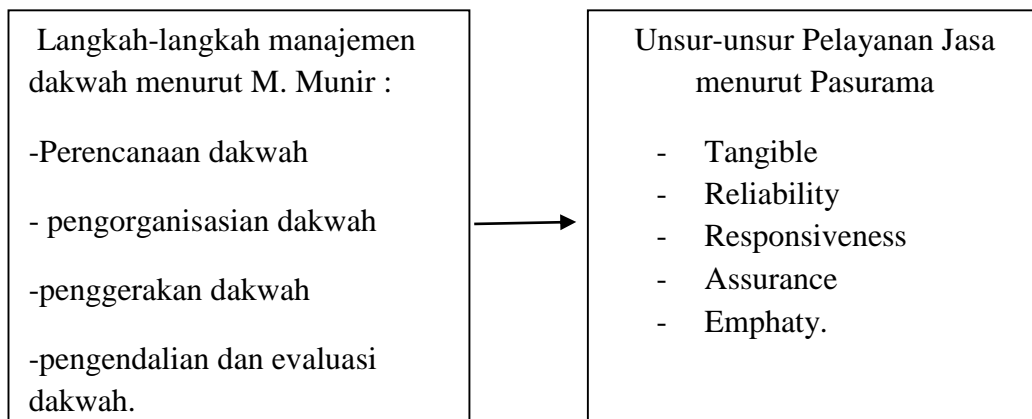 Langkah-langkah manajemen
dakwah menurut M. Munir :
-Perencanaan dakwah
- pengorganisasian dakwah
-penggerakan dakwah
-pengendalian dan evaluasi
dakwah.
Unsur-unsur Pelayanan Jasa
menurut Pasurama
- Tangible
- Reliability
- Responsiveness
- Assurance
- Emphaty.